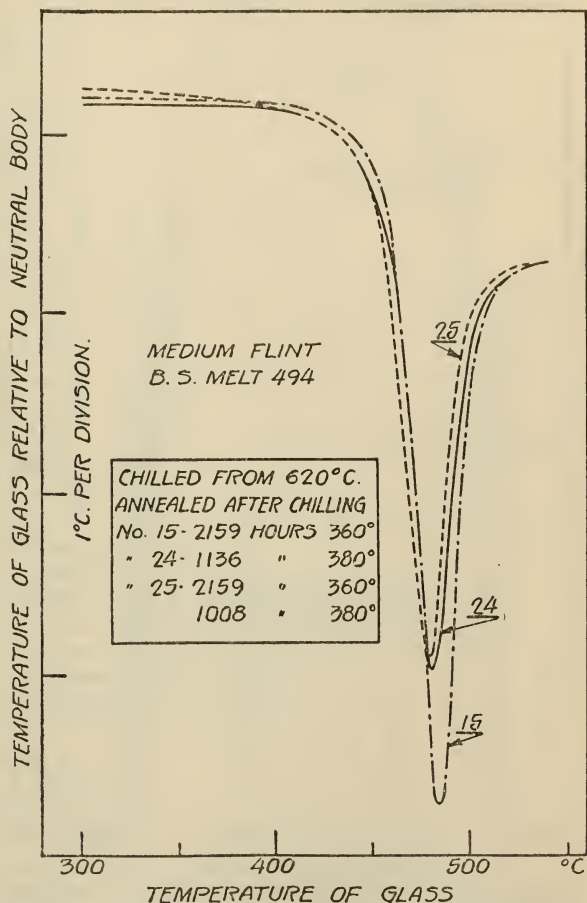 TEMPERATURE OF GLASS RELATIVE TO NEUTRAL BODY
1°C. PER DIVISION.
MEDIUM FLINT
B. S. MELT 494
CHILLED FROM 620°C.
ANNEALED AFTER CHILLING
No. 15 - 2159 HOURS 360°
" 24 - 1136 " 380°
" 25 - 2159 " 360°
1008 " 380°
25
24
15
300 400 500 °C
TEMPERATURE OF GLASS